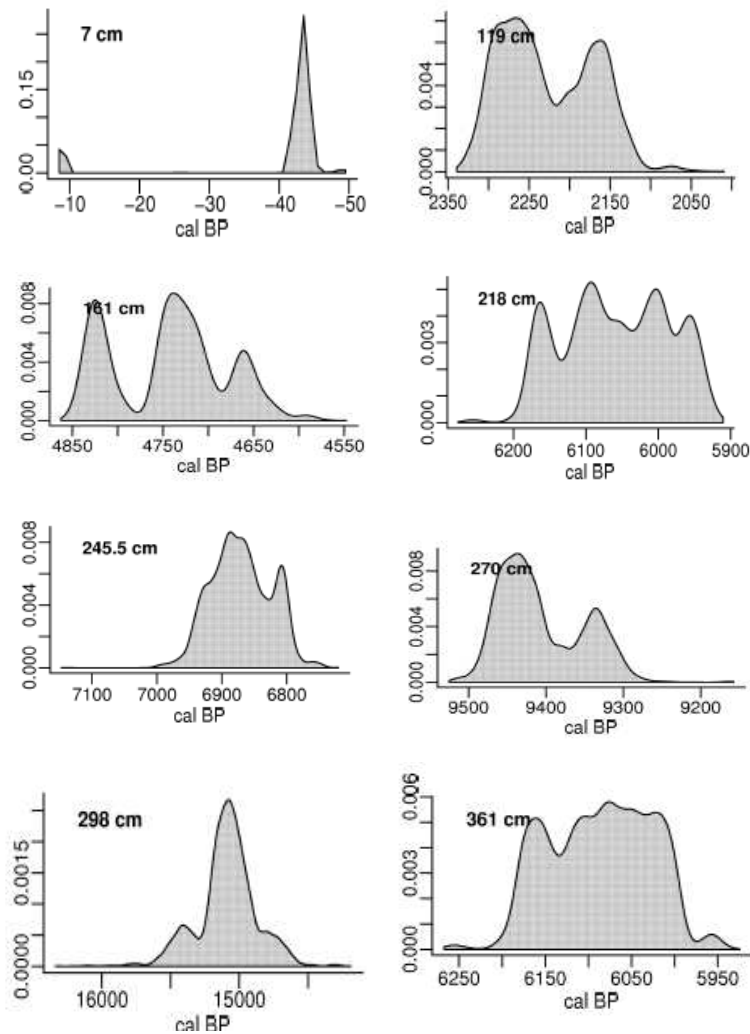 7 cm
0.00 0.15
−10 −20 −30 −40 −50
cal BP
119 cm
0.000 0.004
2350 2250 2150 2050
cal BP
161 cm
0.000 0.004 0.008
4850 4750 4650 4550
cal BP
218 cm
0.000 0.003
6200 6100 6000 5900
cal BP
245.5 cm
0.000 0.004 0.008
7100 7000 6900 6800
cal BP
270 cm
0.000 0.004 0.008
9500 9400 9300 9200
cal BP
298 cm
0.0000 0.0015
16000 15000
cal BP
361 cm
0.000 0.003 0.006
6250 6150 6050 5950
cal BP